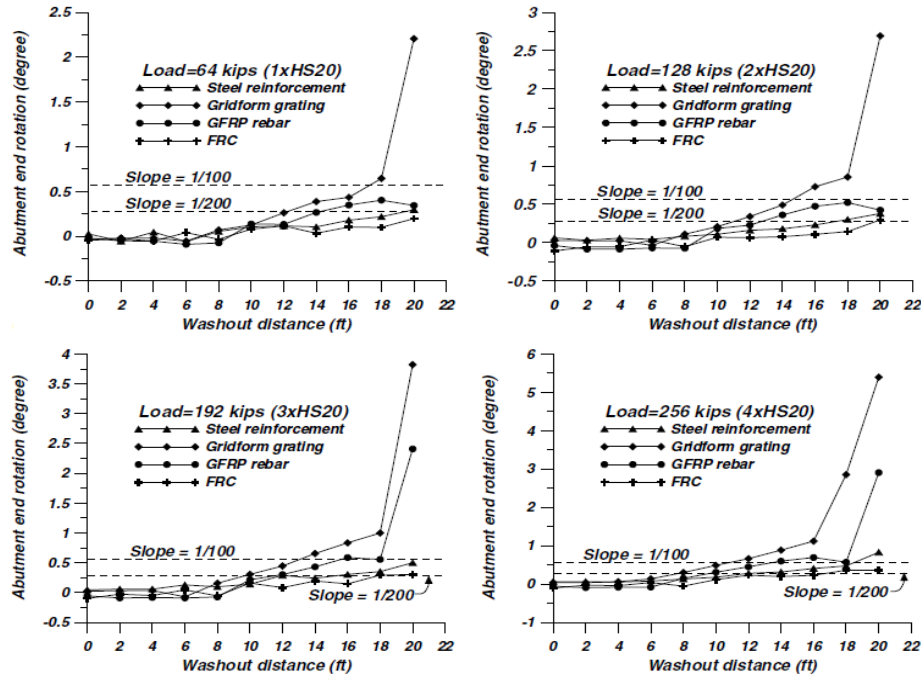 Abutment end rotation (degree)
2.5
2
1.5
1
0.5
0
-0.5
Load=64 kips (1xHS20)
Steel reinforcement
Gridform grating
GFRP rebar
FRC
Slope = 1/100
Slope = 1/200
0 2 4 6 8 10 12 14 16 18 20 22
Washout distance (ft)
Abutment end rotation (degree)
3
2.5
2
1.5
1
0.5
0
-0.5
Load=128 kips (2xHS20)
Steel reinforcement
Gridform grating
GFRP rebar
FRC
Slope = 1/100
Slope = 1/200
0 2 4 6 8 10 12 14 16 18 20 22
Washout distance (ft)
Abutment end rotation (degree)
4
3.5
3
2.5
2
1.5
1
0.5
0
-0.5
Load=192 kips (3xHS20)
Steel reinforcement
Gridform grating
GFRP rebar
FRC
Slope = 1/100
Slope = 1/200
0 2 4 6 8 10 12 14 16 18 20 22
Washout distance (ft)
Abutment end rotation (degree)
6
5
4
3
2
1
0
-1
Load=256 kips (4xHS20)
Steel reinforcement
Gridform grating
GFRP rebar
FRC
Slope = 1/100
Slope = 1/200
0 2 4 6 8 10 12 14 16 18 20 22
Washout distance (ft)